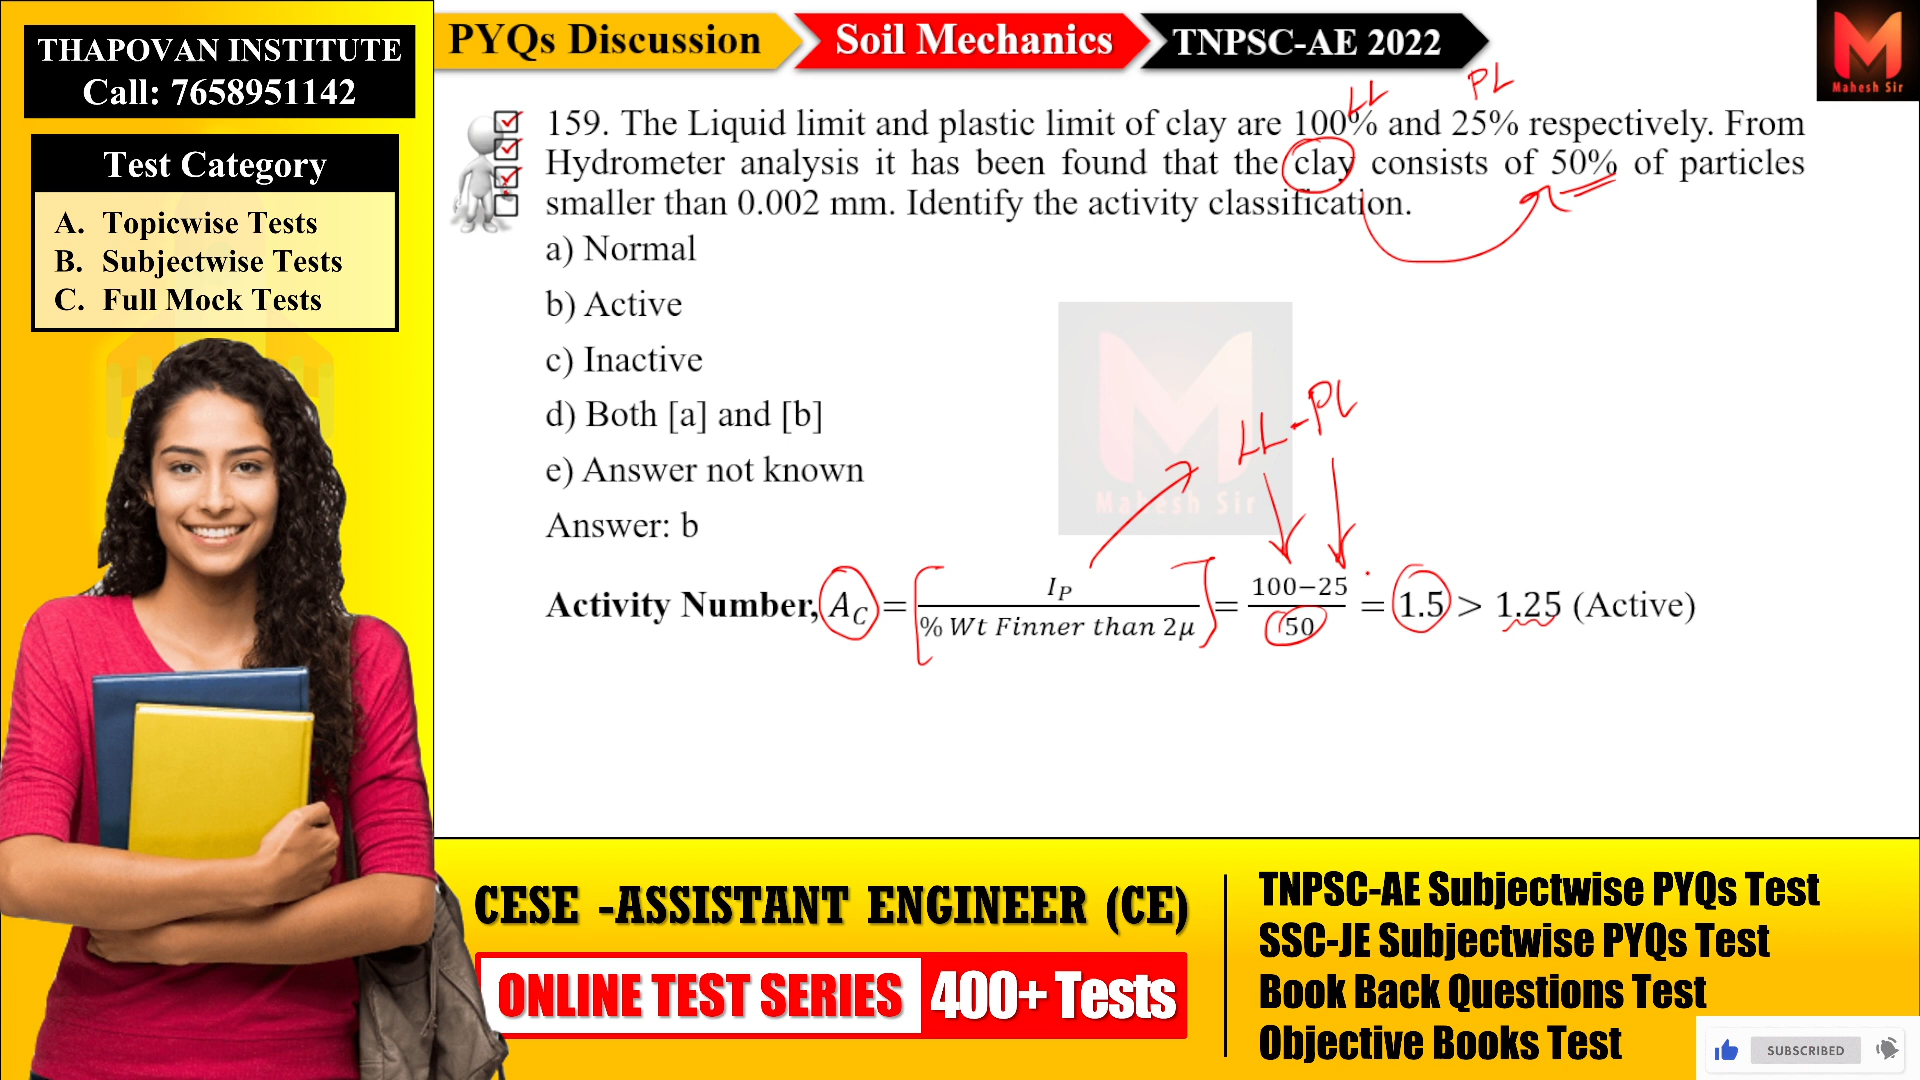 THAPOVAN INSTITUTE
Call: 7658951142
Test Category
A. Topicwise Tests
B. Subjectwise Tests
C. Full Mock Tests
PYQs Discussion
Soil Mechanics
TNPSC-AE 2022
Mahesh Sir
LL PL
159. The Liquid limit and plastic limit of clay are 100% and 25% respectively. From
Hydrometer analysis it has been found that the clay consists of 50% of particles
smaller than 0.002 mm. Identify the activity classification.
a) Normal
b) Active
c) Inactive
d) Both [a] and [b]
e) Answer not known
Answer: b
LL-PL
Mahesh Sir
Activity Number, A_C = [I_P / % Wt Finner than 2μ] = 100−25 / 50 = 1.5 > 1.25 (Active)
CESE -ASSISTANT ENGINEER (CE)
ONLINE TEST SERIES 400+ Tests
TNPSC-AE Subjectwise PYQs Test
SSC-JE Subjectwise PYQs Test
Book Back Questions Test
Objective Books Test
SUBSCRIBED